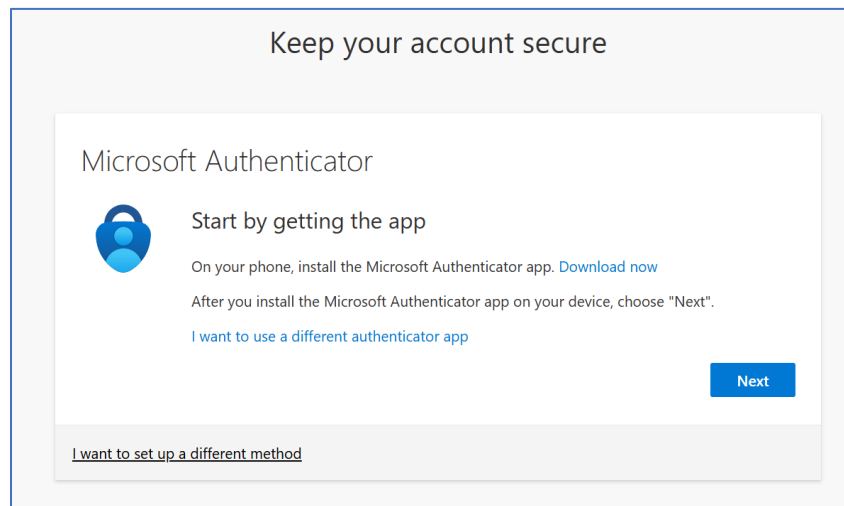 Keep your account secure
Microsoft Authenticator
Start by getting the app
On your phone, install the Microsoft Authenticator app. Download now
After you install the Microsoft Authenticator app on your device, choose "Next".
I want to use a different authenticator app
Next
I want to set up a different method